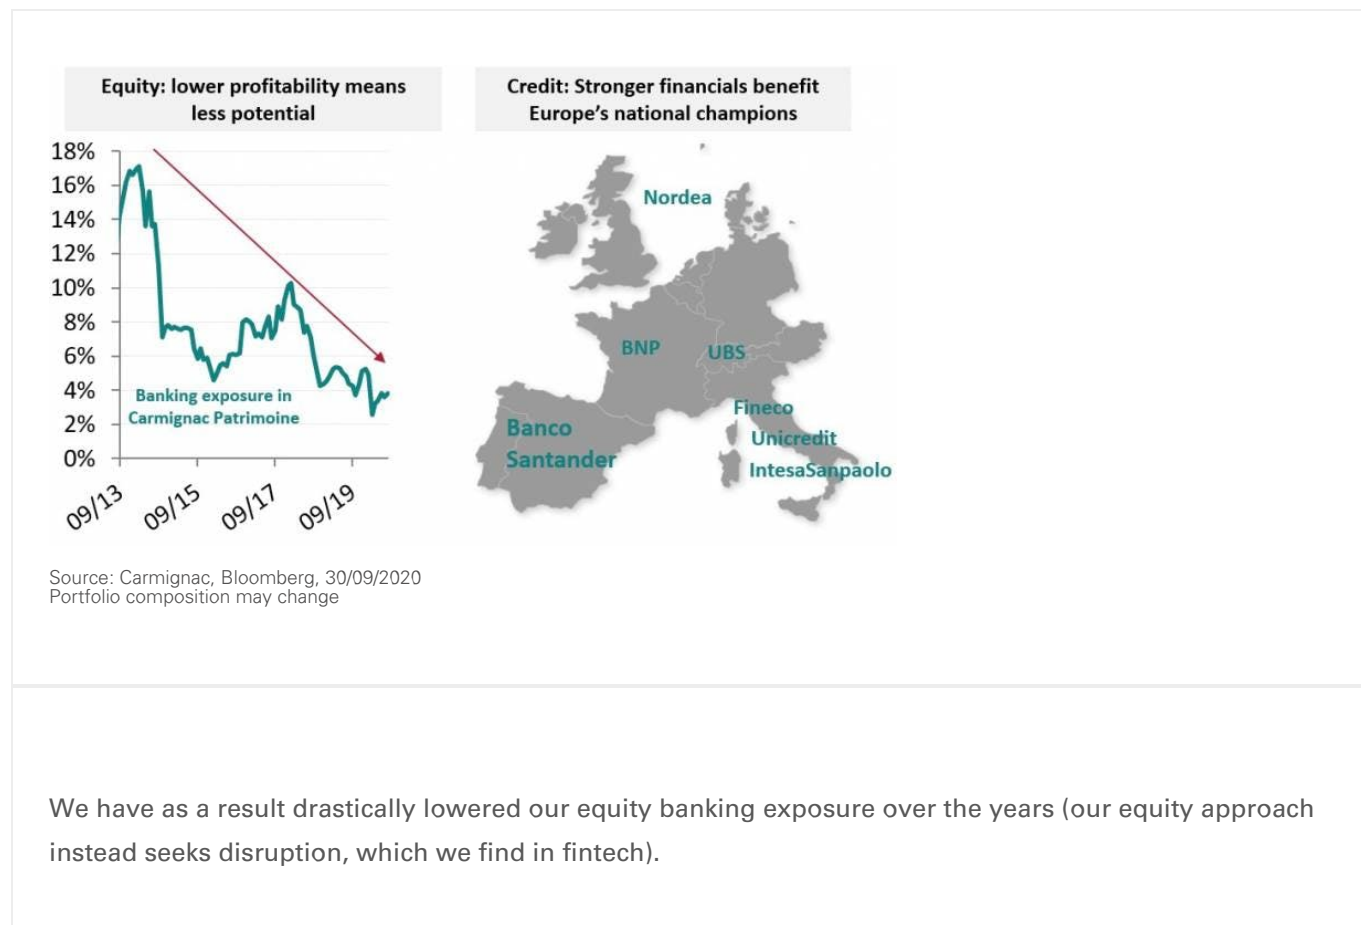 Equity: lower profitability means
less potential
18%
16%
14%
12%
10%
8%
6%
4%
2%
0%
Banking exposure in
Carmignac Patrimoine
09/13
09/15
09/17
09/19
Credit: Stronger financials benefit
Europe's national champions
Nordea
BNP
UBS
Fineco
Banco
Santander
Unicredit
IntesaSanpaolo
Source: Carmignac, Bloomberg, 30/09/2020
Portfolio composition may change
We have as a result drastically lowered our equity banking exposure over the years (our equity approach
instead seeks disruption, which we find in fintech).